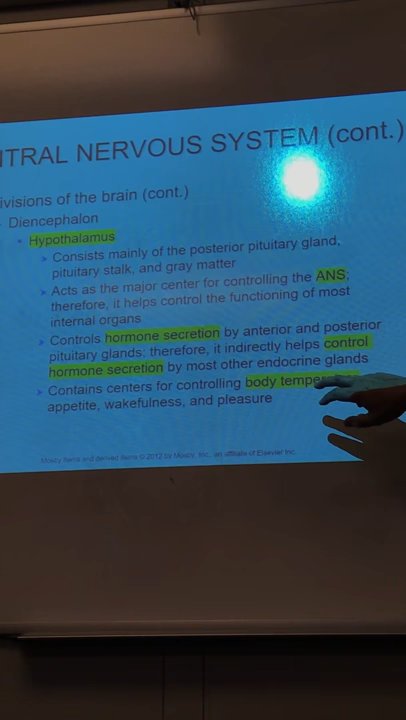 NTRAL NERVOUS SYSTEM (cont.)
ivisions of the brain (cont.)
Diencephalon
Hypothalamus
Consists mainly of the posterior pituitary gland,
pituitary stalk, and gray matter
Acts as the major center for controlling the ANS;
therefore, it helps control the functioning of most
internal organs
Controls hormone secretion by anterior and posterior
pituitary glands; therefore, it indirectly helps control
hormone secretion by most other endocrine glands
Contains centers for controlling body tempe
appetite, wakefulness, and pleasure
Mosby items and derived items © 2012 by Mosby, Inc., an affiliate of Elsevier Inc.